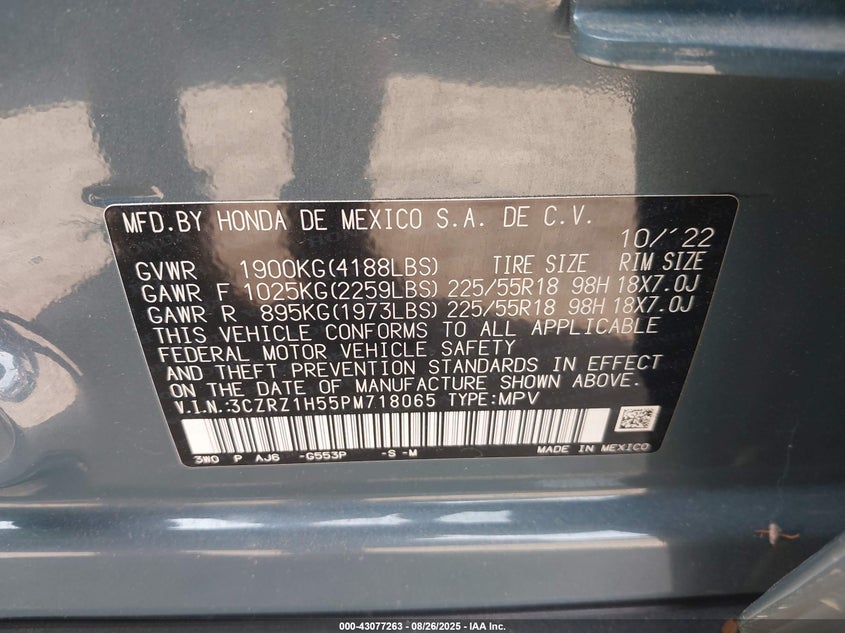 MFD.BY HONDA DE MEXICO S.A. DE C.V.
10/'22
GVWR 1900KG(4188LBS) TIRE SIZE RIM SIZE
GAWR F 1025KG(2259LBS) 225/55R18 98H 18X7.0J
GAWR R 895KG(1973LBS) 225/55R18 98H 18X7.0J
THIS VEHICLE CONFORMS TO ALL APPLICABLE
FEDERAL MOTOR VEHICLE SAFETY
AND THEFT PREVENTION STANDARDS IN EFFECT
ON THE DATE OF MANUFACTURE SHOWN ABOVE.
V.I.N.:3CZRZ1H55PM718065 TYPE:MPV
3W0 P AJ6 -G553P -S -M MADE IN MEXICO
000-43077263 - 08/26/2025 - IAA Inc.